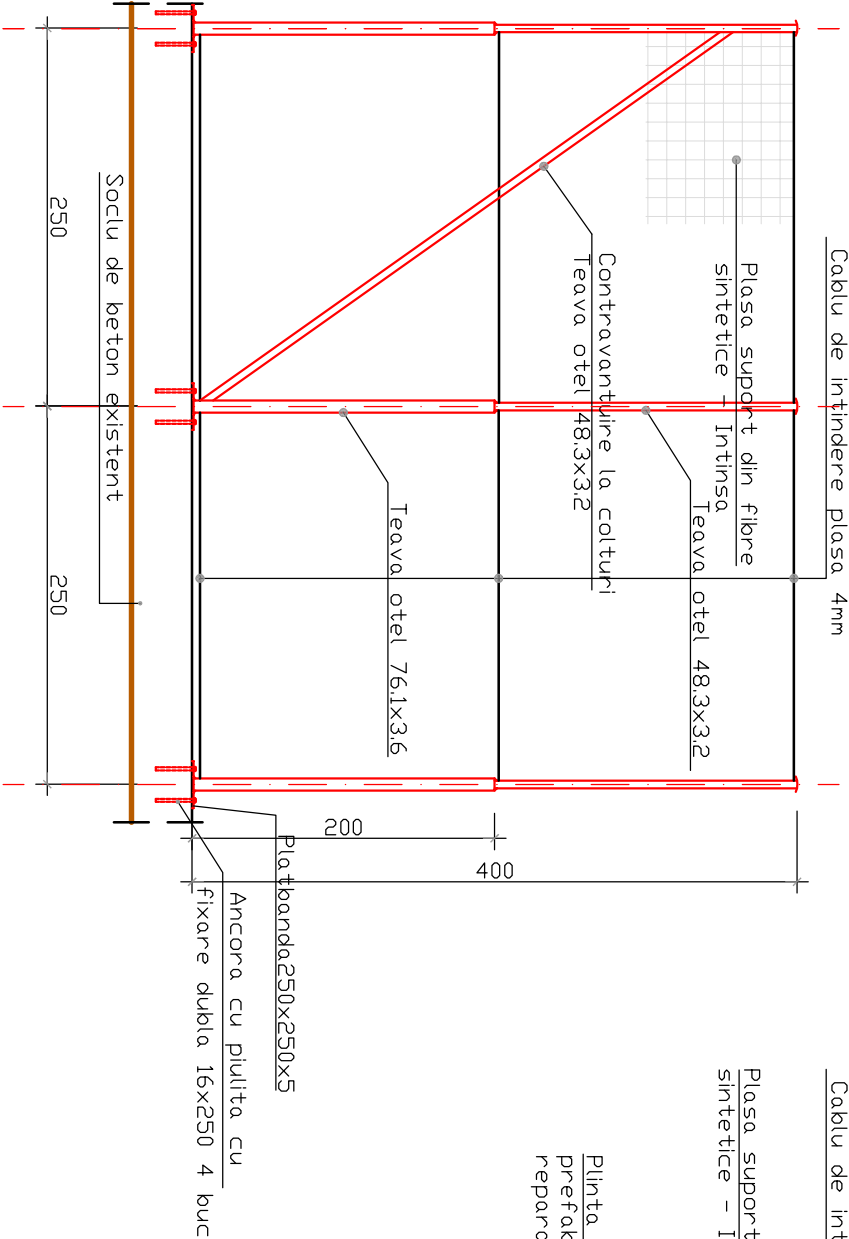 Cablu de intindere plasa 4mm
Plasa suport din fibre
sintetice - Intinsa
Contravantuire la colturi
Teava otel 48.3x3.2
Teava otel 48.3x3.2
Teava otel 76.1x3.6
Soclu de beton existent
250
250
200
400
Platbanda250x250x5
Ancora cu piulita cu
fixare dubla 16x250 4 buc
Cablu de int
Plasa suport
sintetice - I
Plinta
prefak
repara